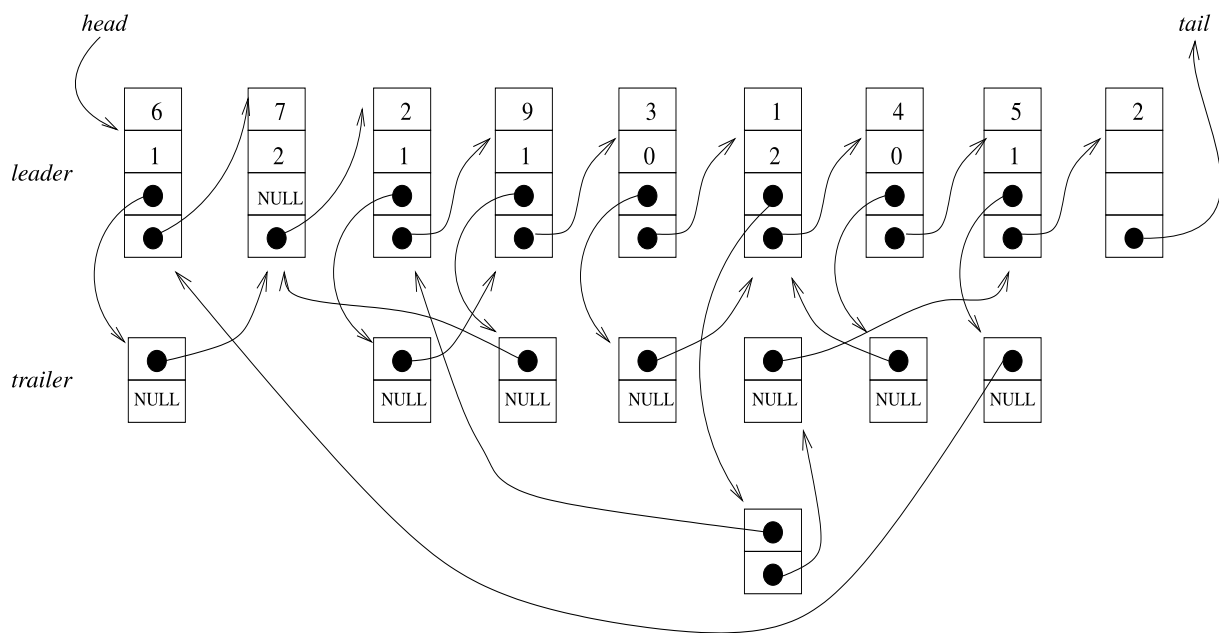 head tail
6 7 2 9 3 1 4 5 2
1 2 1 1 0 2 0 1
leader
NULL
trailer
NULL NULL NULL NULL NULL NULL NULL